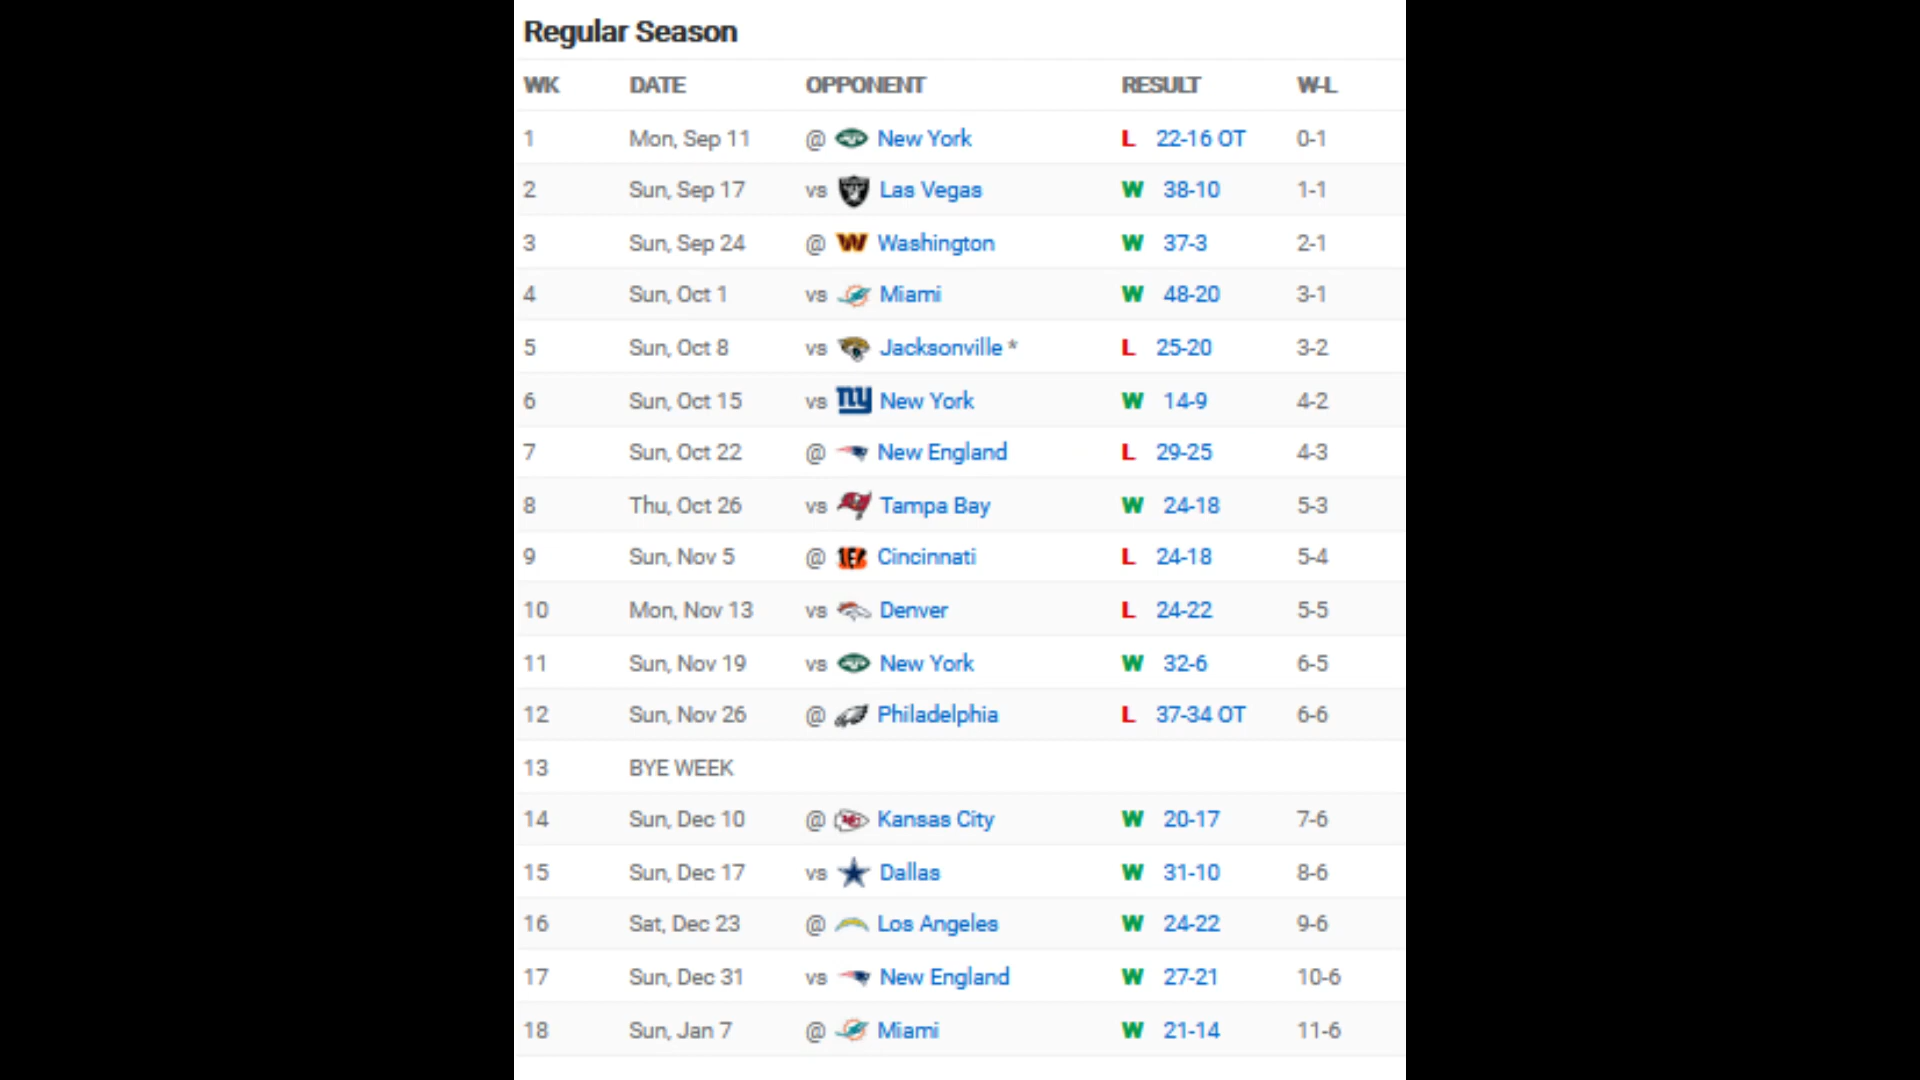 Regular Season
WK DATE OPPONENT RESULT W-L
1 Mon, Sep 11 @ New York L 22-16 OT 0-1
2 Sun, Sep 17 vs Las Vegas W 38-10 1-1
3 Sun, Sep 24 @ Washington W 37-3 2-1
4 Sun, Oct 1 vs Miami W 48-20 3-1
5 Sun, Oct 8 vs Jacksonville * L 25-20 3-2
6 Sun, Oct 15 vs ny New York W 14-9 4-2
7 Sun, Oct 22 @ New England L 29-25 4-3
8 Thu, Oct 26 vs Tampa Bay W 24-18 5-3
9 Sun, Nov 5 @ Cincinnati L 24-18 5-4
10 Mon, Nov 13 vs Denver L 24-22 5-5
11 Sun, Nov 19 vs New York W 32-6 6-5
12 Sun, Nov 26 @ Philadelphia L 37-34 OT 6-6
13 BYE WEEK
14 Sun, Dec 10 @ Kansas City W 20-17 7-6
15 Sun, Dec 17 vs Dallas W 31-10 8-6
16 Sat, Dec 23 @ Los Angeles W 24-22 9-6
17 Sun, Dec 31 vs New England W 27-21 10-6
18 Sun, Jan 7 @ Miami W 21-14 11-6